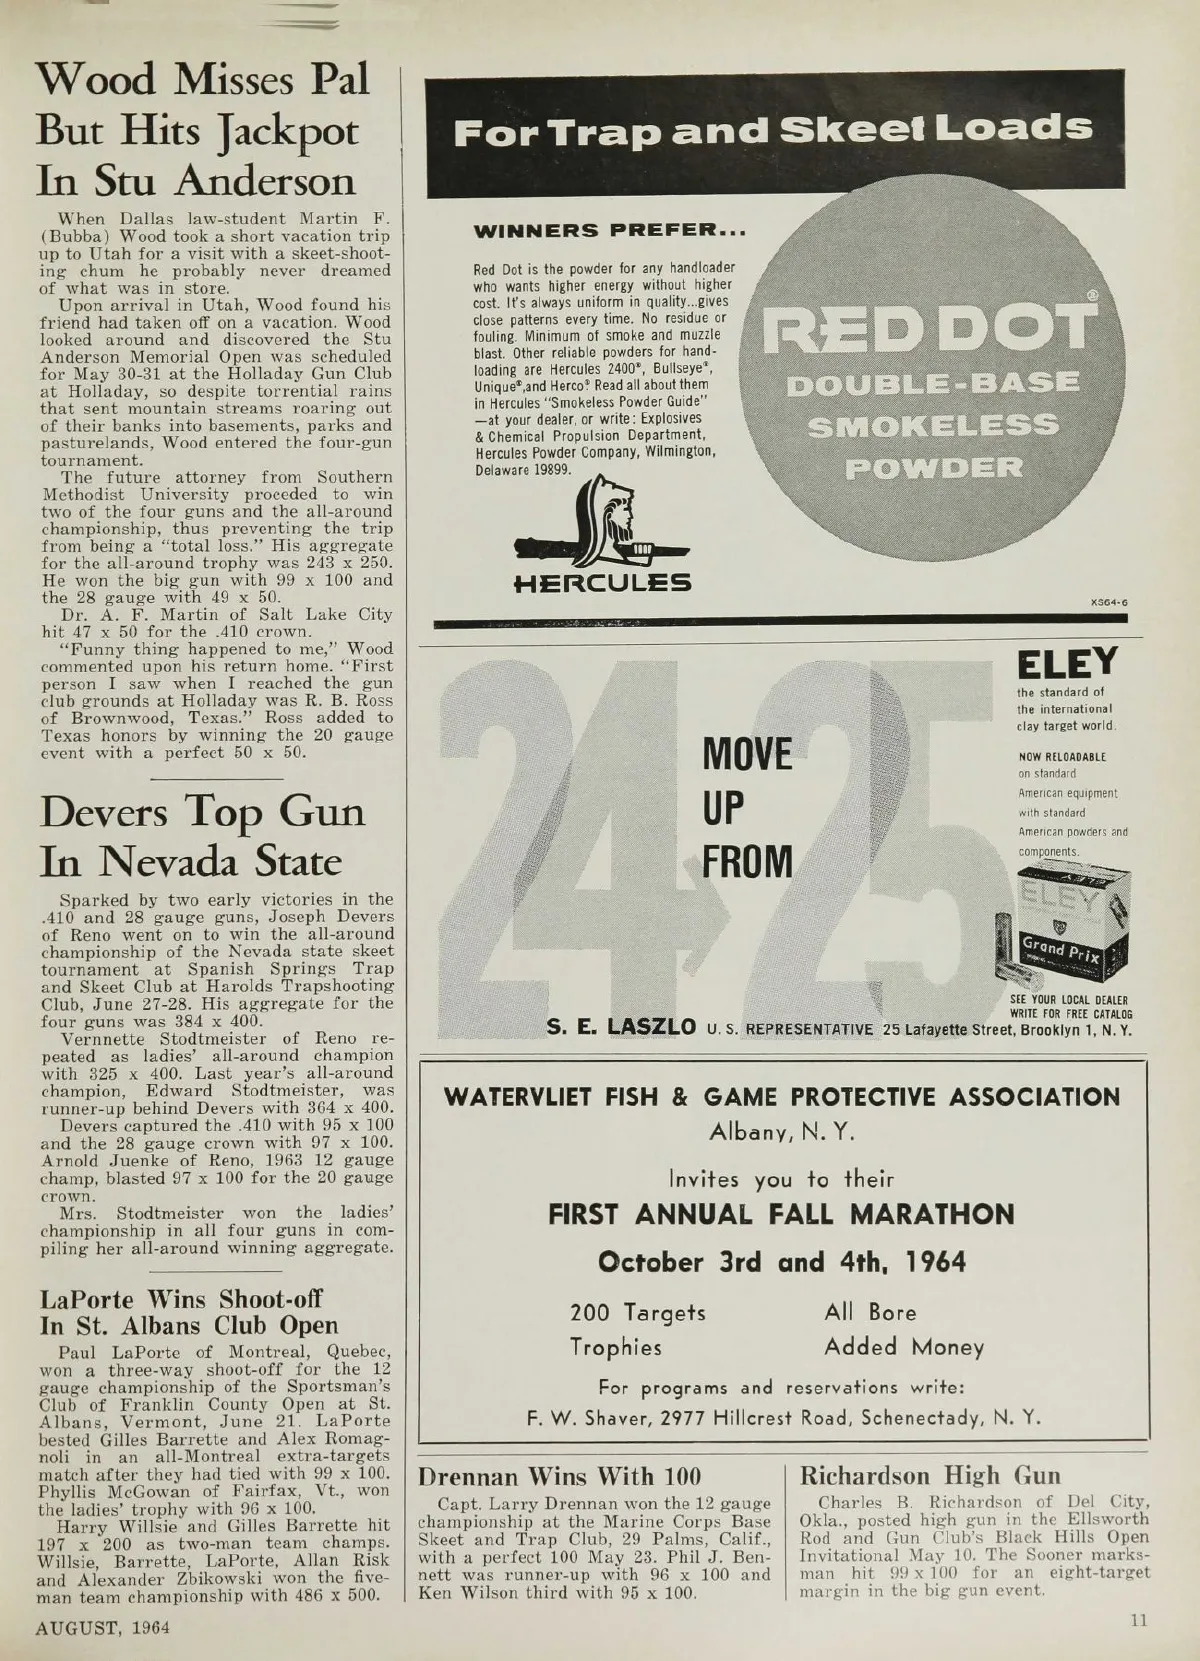 Wood Misses Pal
But Hits Jackpot
In Stu Anderson
When Dallas law-student Martin F.
(Bubba) Wood took a short vacation trip
up to Utah for a visit with a skeet-shoot-
ing chum he probably never dreamed
of what was in store.
Upon arrival in Utah, Wood found his
friend had taken off on a vacation. Wood
looked around and discovered the Stu
Anderson Memorial Open was scheduled
for May 30-31 at the Holladay Gun Club
at Holladay, so despite torrential rains
that sent mountain streams roaring out
of their banks into basements, parks and
pasturelands, Wood entered the four-gun
tournament.
The future attorney from Southern
Methodist University proceded to win
two of the four guns and the all-around
championship, thus preventing the trip
from being a "total loss." His aggregate
for the all-around trophy was 243 x 250.
He won the big gun with 99 x 100 and
the 28 gauge with 49 x 50.
Dr. A. F. Martin of Salt Lake City
hit 47 x 50 for the .410 crown.
"Funny thing happened to me," Wood
commented upon his return home. "First
person I saw when I reached the gun
club grounds at Holladay was R. B. Ross
of Brownwood, Texas." Ross added to
Texas honors by winning the 20 gauge
event with a perfect 50 x 50.
Devers Top Gun
In Nevada State
Sparked by two early victories in the
.410 and 28 gauge guns, Joseph Devers
of Reno went on to win the all-around
championship of the Nevada state skeet
tournament at Spanish Springs Trap
and Skeet Club at Harolds Trapshooting
Club, June 27-28. His aggregate for the
four guns was 384 x 400.
Vernnette Stodtmeister of Reno re-
peated as ladies' all-around champion
with 325 x 400. Last year's all-around
champion, Edward Stodtmeister, was
runner-up behind Devers with 364 x 400.
Devers captured the .410 with 95 x 100
and the 28 gauge crown with 97 x 100.
Arnold Juenke of Reno, 1963 12 gauge
champ, blasted 97 x 100 for the 20 gauge
crown.
Mrs. Stodtmeister won the ladies'
championship in all four guns in com-
piling her all-around winning aggregate.
LaPorte Wins Shoot-off
In St. Albans Club Open
Paul LaPorte of Montreal, Quebec,
won a three-way shoot-off for the 12
gauge championship of the Sportsman's
Club of Franklin County Open at St.
Albans, Vermont, June 21. LaPorte
bested Gilles Barrette and Alex Romag-
noli in an all-Montreal extra-targets
match after they had tied with 99 x 100.
Phyllis McGowan of Fairfax, Vt., won
the ladies' trophy with 96 x 100.
Harry Willsie and Gilles Barrette hit
197 x 200 as two-man team champs.
Willsie, Barrette, LaPorte, Allan Risk
and Alexander Zbikowski won the five-
man team championship with 486 x 500.
For Trap and Skeet Loads
WINNERS PREFER...
Red Dot is the powder for any handloader
who wants higher energy without higher
cost. It's always uniform in quality...gives
close patterns every time. No residue or
fouling. Minimum of smoke and muzzle
blast. Other reliable powders for hand-
loading are Hercules 2400®, Bullseye®,
Unique®,and Herco® Read all about them
in Hercules "Smokeless Powder Guide"
—at your dealer, or write: Explosives
& Chemical Propulsion Department,
Hercules Powder Company, Wilmington,
Delaware 19899.
HERCULES
RED DOT®
DOUBLE-BASE
SMOKELESS
POWDER
XS64-6
24 25
MOVE
UP
FROM
ELEY
the standard of
the international
clay target world.
NOW RELOADABLE
on standard
American equipment
with standard
American powders and
components.
ELEY
ELEY
Grand Prix
SEE YOUR LOCAL DEALER
WRITE FOR FREE CATALOG
S. E. LASZLO U. S. REPRESENTATIVE 25 Lafayette Street, Brooklyn 1, N. Y.
WATERVLIET FISH & GAME PROTECTIVE ASSOCIATION
Albany, N. Y.
Invites you to their
FIRST ANNUAL FALL MARATHON
October 3rd and 4th, 1964
200 Targets All Bore
Trophies Added Money
For programs and reservations write:
F. W. Shaver, 2977 Hillcrest Road, Schenectady, N. Y.
Drennan Wins With 100
Capt. Larry Drennan won the 12 gauge
championship at the Marine Corps Base
Skeet and Trap Club, 29 Palms, Calif.,
with a perfect 100 May 23. Phil J. Ben-
nett was runner-up with 96 x 100 and
Ken Wilson third with 95 x 100.
Richardson High Gun
Charles B. Richardson of Del City,
Okla., posted high gun in the Ellsworth
Rod and Gun Club's Black Hills Open
Invitational May 10. The Sooner marks-
man hit 99 x 100 for an eight-target
margin in the big gun event.
AUGUST, 1964
11